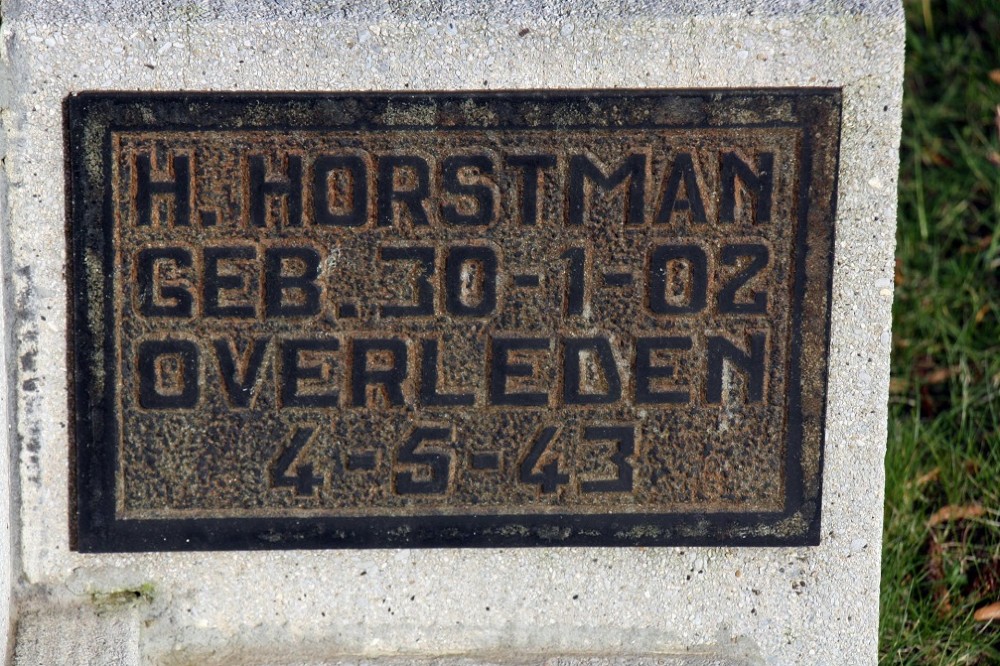 H. HORSTMAN
GEB. 30-1-02
OVERLEDEN
4-5-43